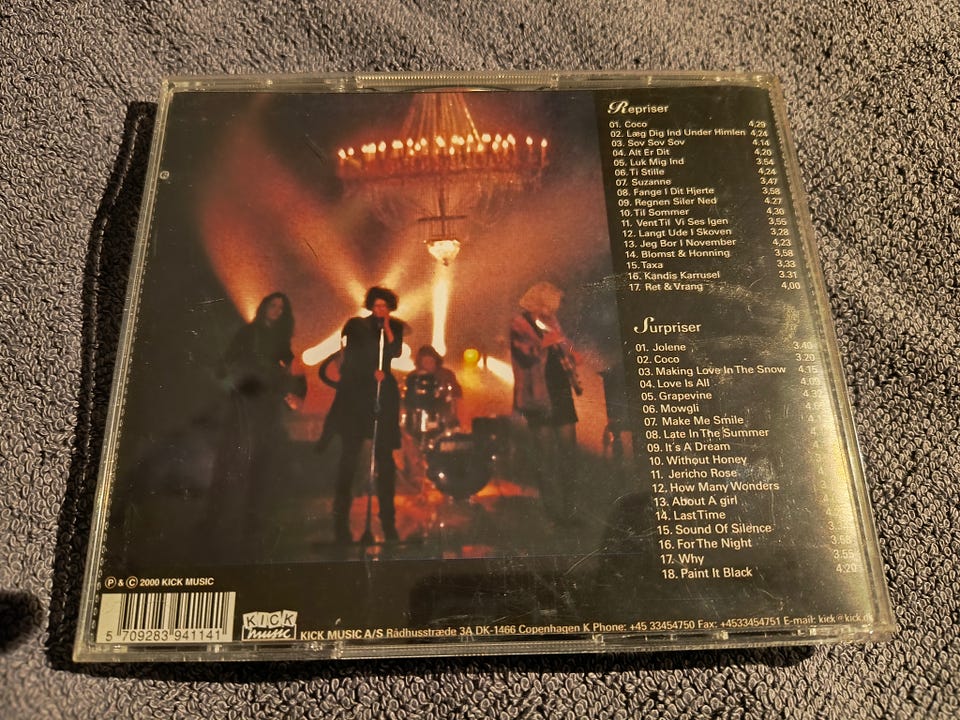 Repriser
01. Coco 4,29
02. Læg Dig Ind Under Himlen 4,24
03. Sov Sov Sov 4.14
04. Alt Er Dit 4,20
05. Luk Mig Ind 3,54
06. Ti Stille 4,24
07. Suzanne 3,47
08. Fange I Dit Hjerte 3,58
09. Regnen Siler Ned 4.27
10. Til Sommer 4,30
11. Vent Til Vi Ses Igen 3,55
12. Langt Ude I Skoven 3,28
13. Jeg Bor I November 4,23
14. Blomst & Honning 3,58
15. Taxa 3,33
16. Kandis Karrusel 3.31
17. Ret & Vrang 4,00
Surpriser
01. Jolene 3.40
02. Coco 3.20
03. Making Love In The Snow 4.15
04. Love Is All
05. Grapevine
06. Mowgli
07. Make Me Smile
08. Late In The Summer
09. It's A Dream
10. Without Honey
11. Jericho Rose
12. How Many Wonders
13. About A girl
14. Last Time
15. Sound Of Silence
16. For The Night
17. Why 3.55
18. Paint It Black 4:20
Ⓟ & © 2000 KICK MUSIC
5 709283 941141
KICK music
KICK MUSIC A/S Rådhusstræde 3A DK-1466 Copenhagen K Phone: +45 33454750 Fax: +4533454751 E-mail: kick@kick.dk